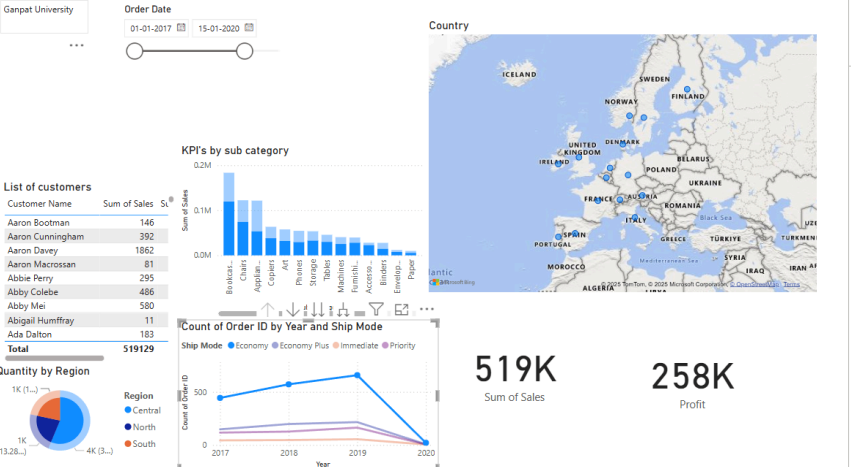 Ganpat University
Order Date
01-01-2017
15-01-2020
Country
ICELAND
SWEDEN
FINLAND
NORWAY
UNITED
KINGDOM
DENMARK
IRELAND
BELARUS
POLAND
UKRAINE
FRANCE
AUSTRIA
ROMANIA
ITALY
Black Sea
SPAIN
PORTUGAL
GREECE
TÜRKIYE
TURKMEN
Mediterranean Sea
SYRIA
MOROCCO
IRAQ
IRAN
ALGERIA
lantic
Microsoft Bing
© 2025 TomTom, © 2025 Microsoft Corporation, © OpenStreetMap Terms
KPI's by sub category
Sum of Sales
0.2M
0.1M
0.0M
Bookcas...
Chairs
Applian...
Copiers
Art
Phones
Storage
Tables
Machines
Furnishi...
Accesso...
Binders
Envelop...
Paper
List of customers
Customer Name Sum of Sales Su
Aaron Bootman 146
Aaron Cunningham 392
Aaron Davey 1862
Aaron Macrossan 81
Abbie Perry 295
Abby Colebe 486
Abby Mei 580
Abigail Humffray 11
Ada Dalton 183
Total 519129
Quantity by Region
1K (1...)
1K
13.28...)
4K (3...)
Region
Central
North
South
Count of Order ID by Year and Ship Mode
Ship Mode Economy Economy Plus Immediate Priority
Count of Order ID
500
0
2017 2018 2019 2020
Year
519K
Sum of Sales
258K
Profit